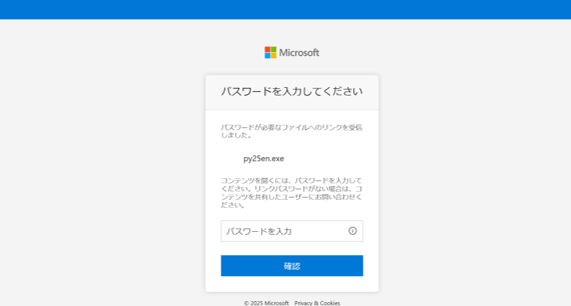 Microsoft
パスワードを入力してください
パスワードが必要なファイルへのリンクを受信
しました。
py25en.exe
コンテンツを開くには、パスワードを入力して
ください。リンクパスワードがない場合は、コ
ンテンツを共有したユーザーにお問い合わせく
ださい。
パスワードを入力
確認
© 2025 Microsoft Privacy & Cookies